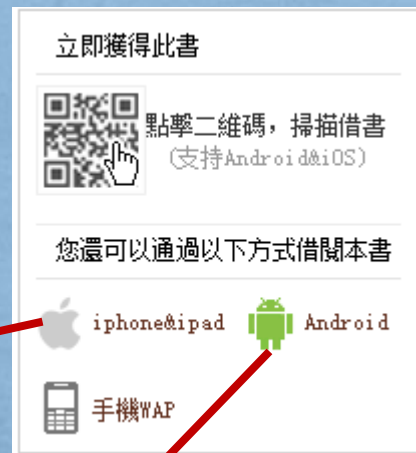 立即獲得此書
點擊二維碼，掃描借書
(支持Android&iOS)
您還可以通過以下方式借閱本書
iphone&ipad Android
手機WAP